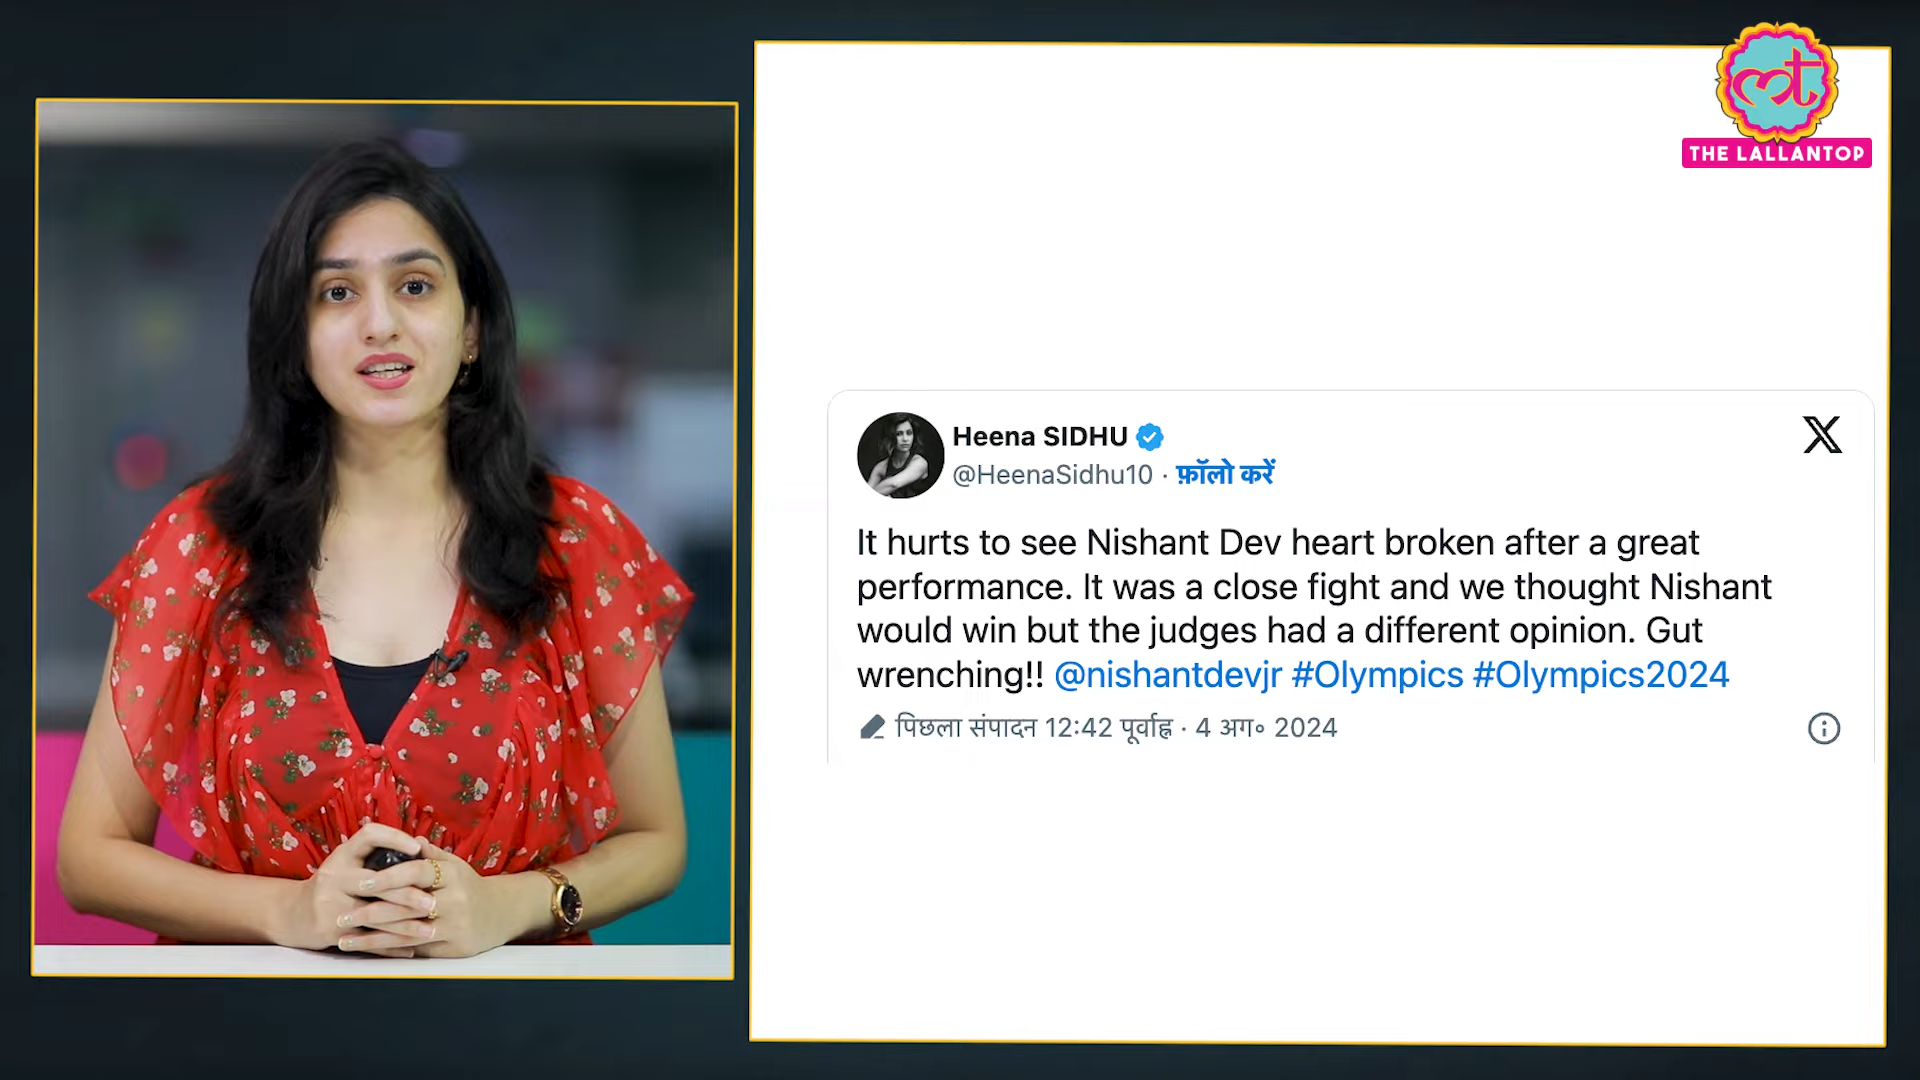 मत
THE LALLANTOP
Heena SIDHU
@HeenaSidhu10 · फ़ॉलो करें
It hurts to see Nishant Dev heart broken after a great
performance. It was a close fight and we thought Nishant
would win but the judges had a different opinion. Gut
wrenching!! @nishantdevjr #Olympics #Olympics2024
पिछला संपादन 12:42 पूर्वाह्न · 4 अग॰ 2024